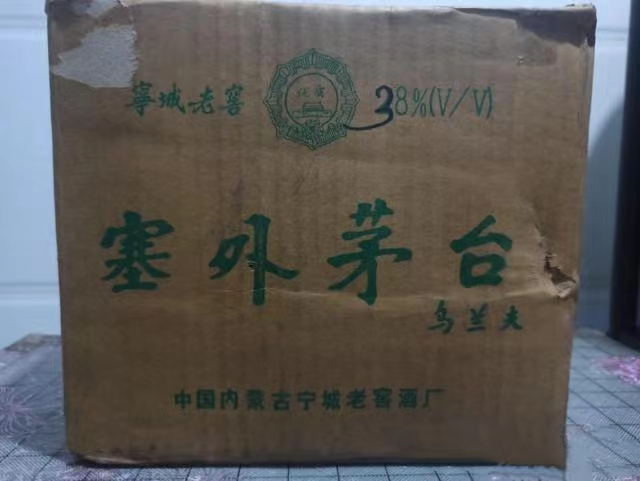 寧城老窖
38%(V/V)
塞外茅台
乌兰夫
中国内蒙古宁城老窖酒厂